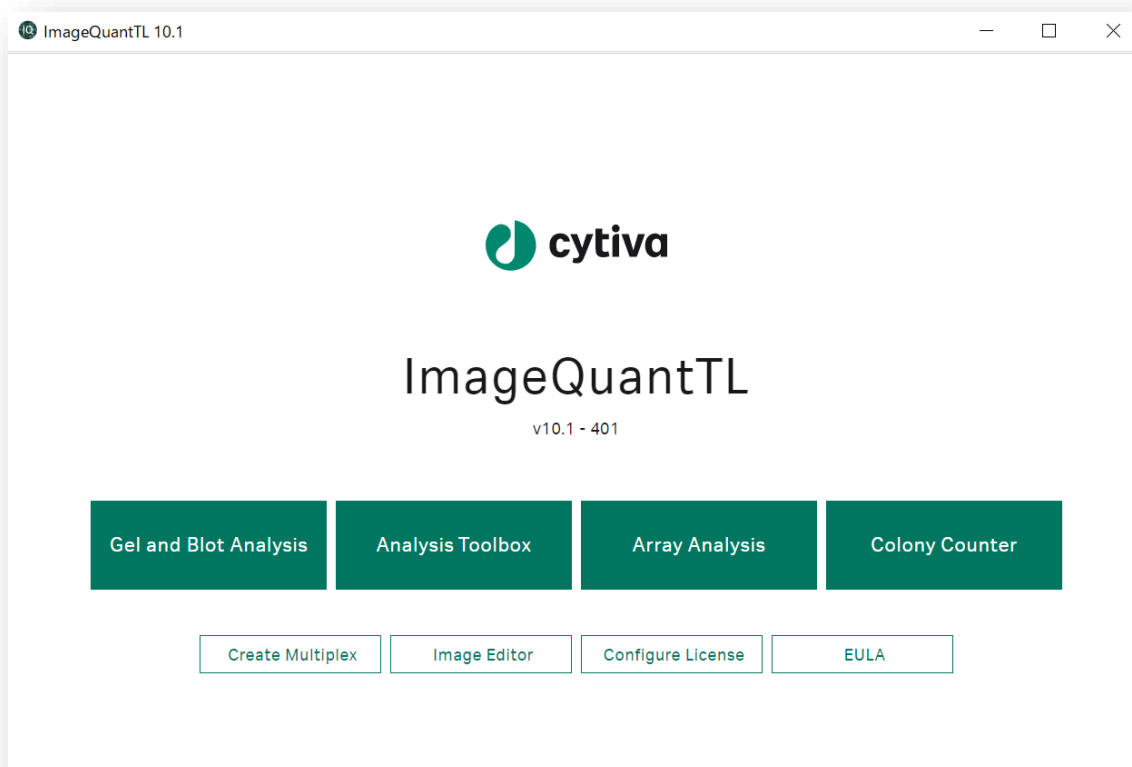 ImageQuantTL 10.1
cytiva
ImageQuantTL
v10.1 - 401
Gel and Blot Analysis
Analysis Toolbox
Array Analysis
Colony Counter
Create Multiplex
Image Editor
Configure License
EULA